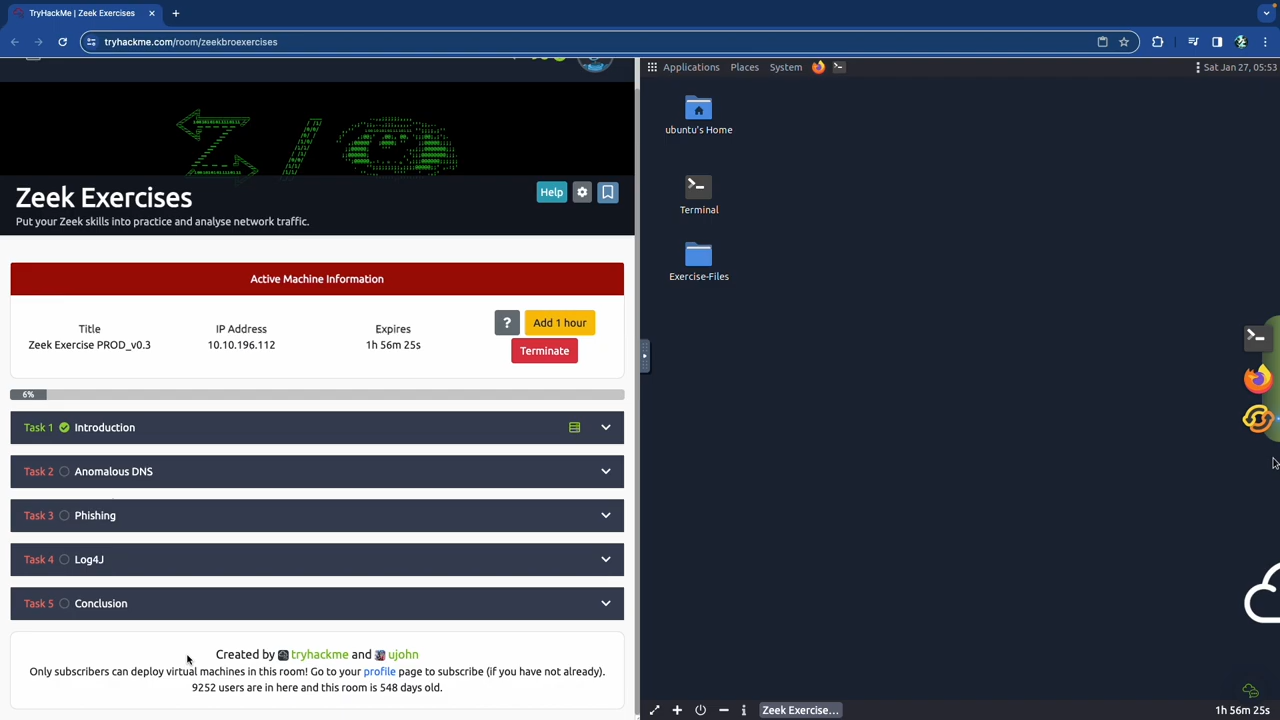 TryHackMe | Zeek Exercises
tryhackme.com/room/zeekbroexercises
Applications Places System
Sat Jan 27, 05:53
Zeek Exercises
Put your Zeek skills into practice and analyse network traffic.
Help
Active Machine Information
Title
IP Address
Expires
Zeek Exercise PROD_v0.3
10.10.196.112
1h 56m 25s
?
Add 1 hour
Terminate
6%
Task 1 Introduction
Task 2 Anomalous DNS
Task 3 Phishing
Task 4 Log4J
Task 5 Conclusion
Created by tryhackme and ujohn
Only subscribers can deploy virtual machines in this room! Go to your profile page to subscribe (if you have not already).
9252 users are in here and this room is 548 days old.
ubuntu's Home
Terminal
Exercise-Files
Zeek Exercise...
1h 56m 25s